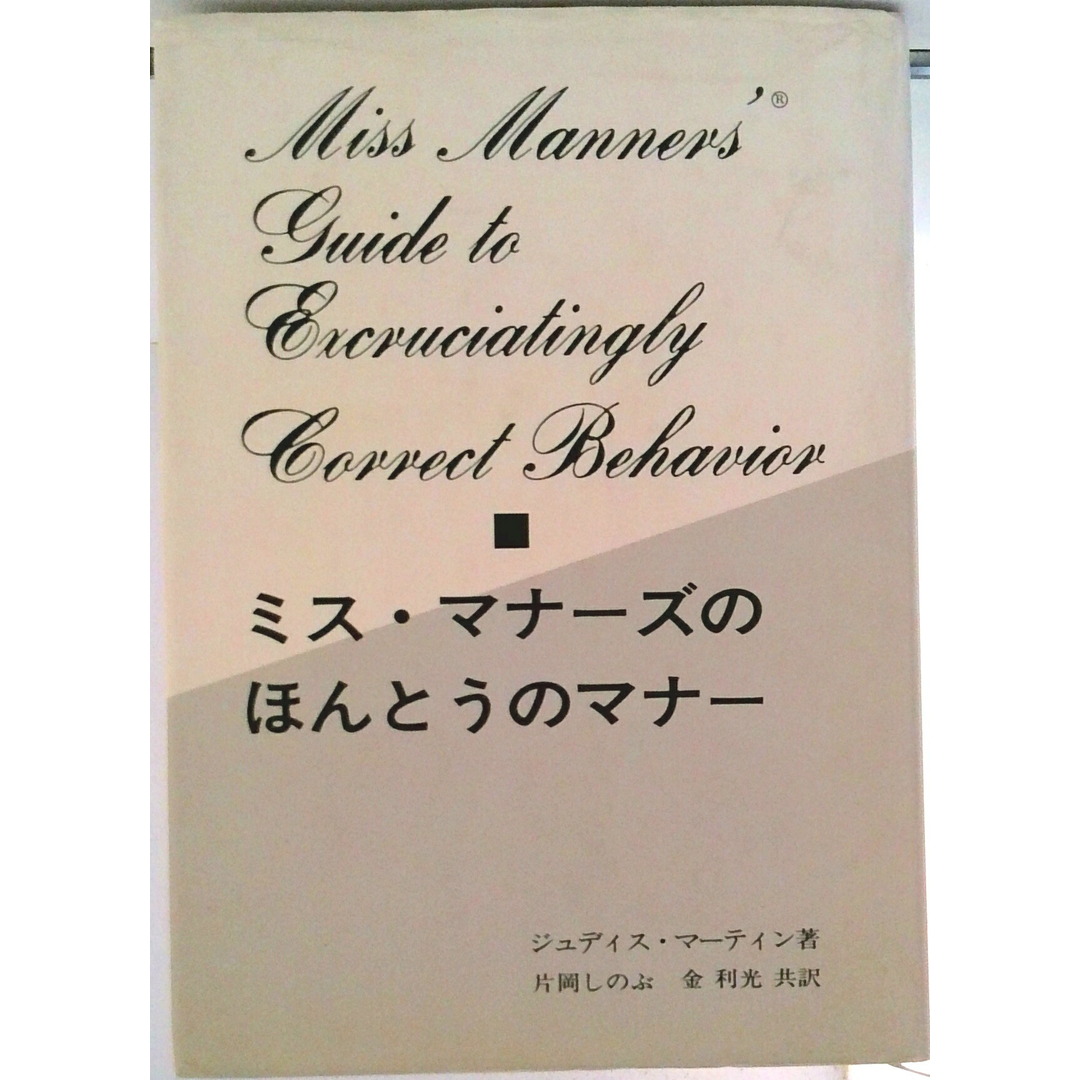 Miss Manners'®
Guide to
Excruciatingly
Correct Behavior
■
ミス・マナーズの
ほんとうのマナー
ジュディス・マーティン著
片岡しのぶ 金 利光 共訳